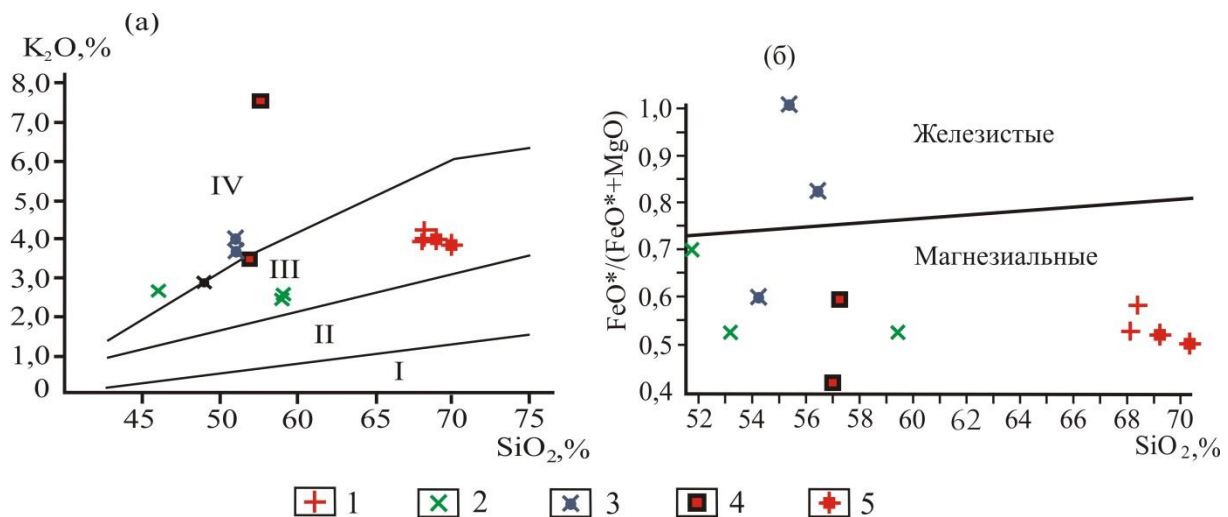 (а)
K₂O,%
8,0
7,0
6,0
5,0
4,0
3,0
2,0
1,0
0
IV
III
II
I
45 50 55 60 65 70 75
SiO₂,%
(б)
FeO*/(FeO*+MgO)
1,0
0,9
0,8
0,7
0,6
0,5
0,4
Железистые
Магнезиальные
52 54 56 58 60 62 64 66 68 70
SiO₂,%
1 2 3 4 5